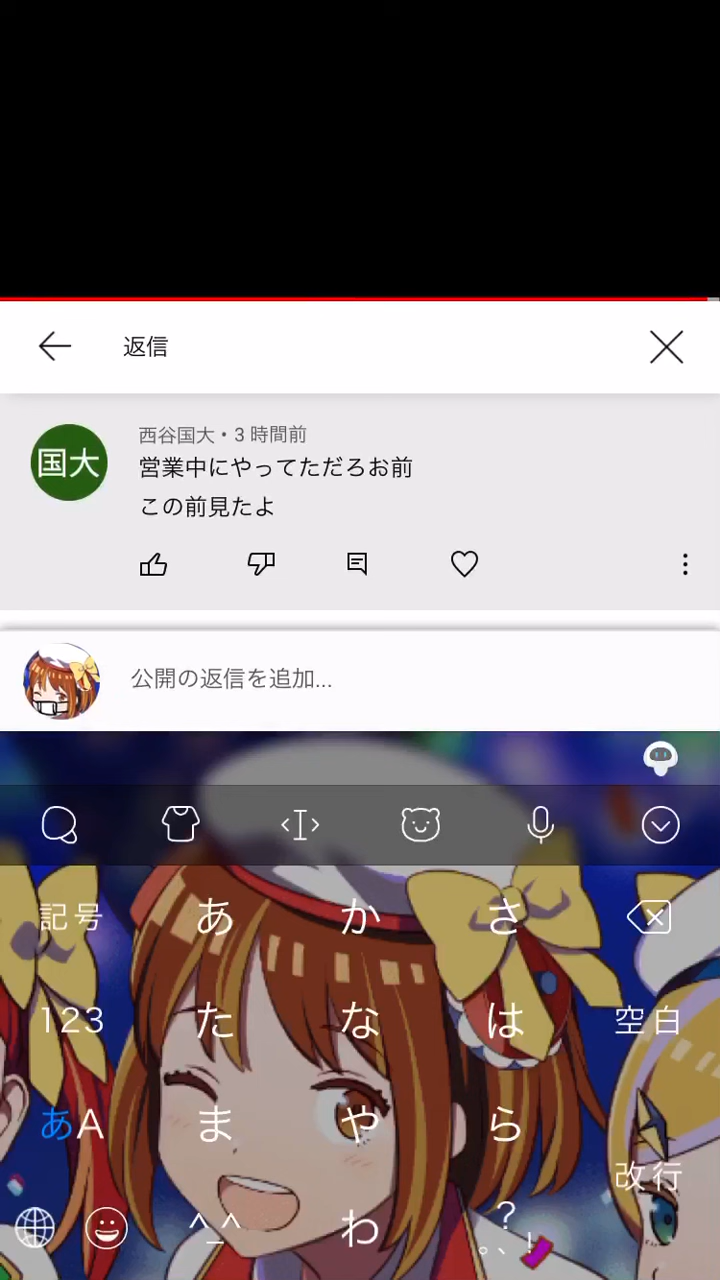 返信
国大
西谷国大・3 時間前
営業中にやってただろお前
この前見たよ
公開の返信を追加...
記号 あ か さ
123 た な は 空白
あA ま や ら
改行
^_^ わ 。、?!